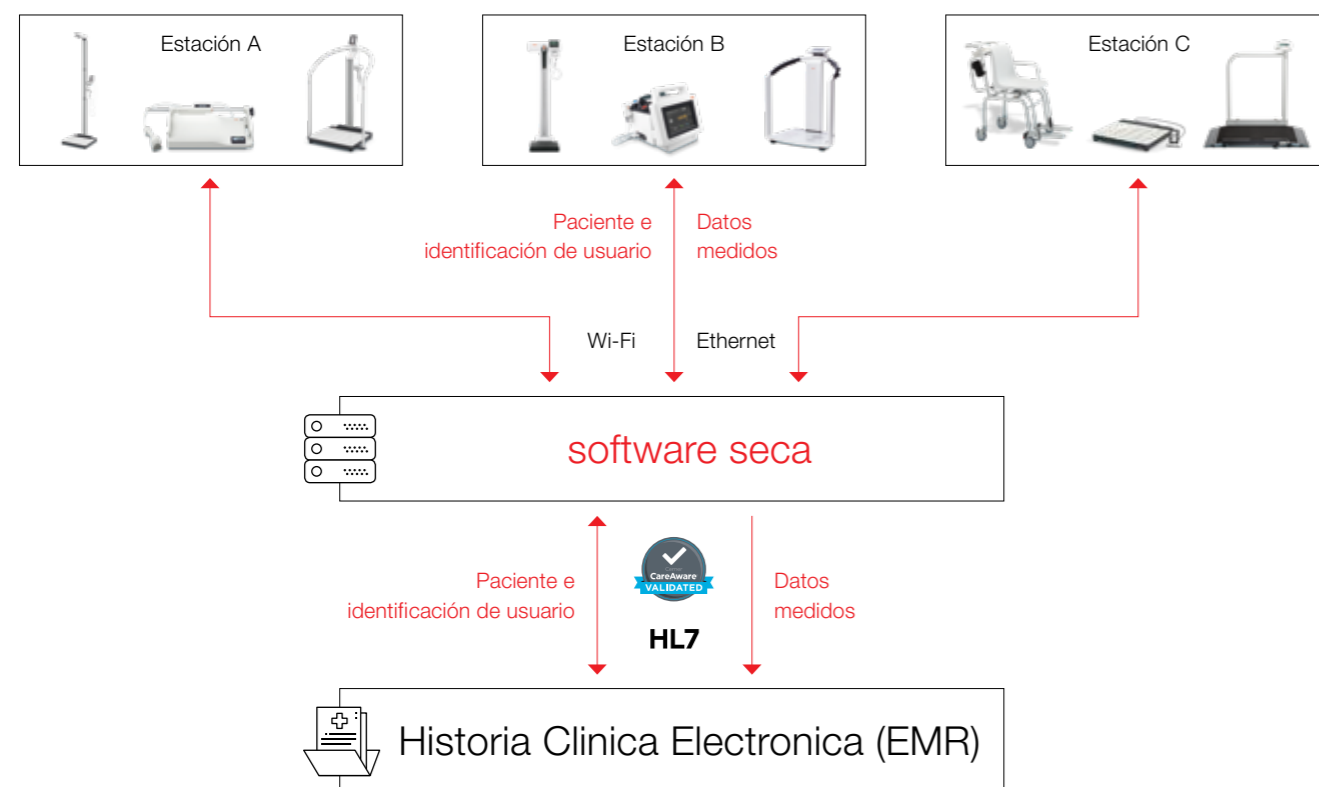 Estación A
Estación B
Estación C
Paciente e
identificación de usuario
Datos
medidos
Wi-Fi
Ethernet
software seca
Paciente e
identificación de usuario
Cerner
CareAware
VALIDATED
HL7
Datos
medidos
Historia Clinica Electronica (EMR)